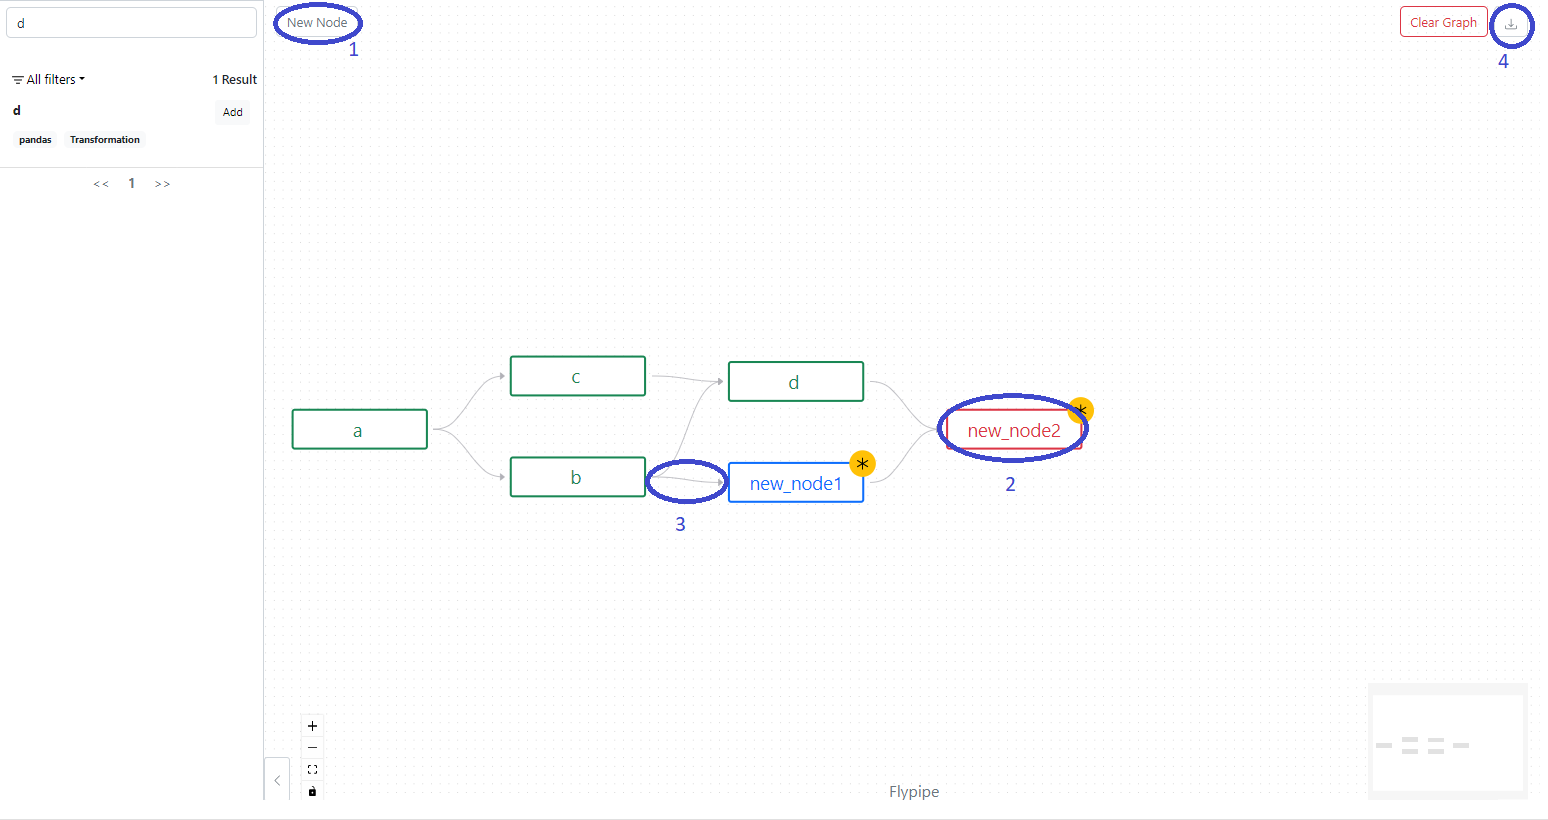 d
All filters
1 Result
d
Add
pandas
Transformation
<< 1 >>
New Node
1
Clear Graph
4
c
d
a
new_node2
*
b
*
new_node1
2
3
+
−
<
Flypipe